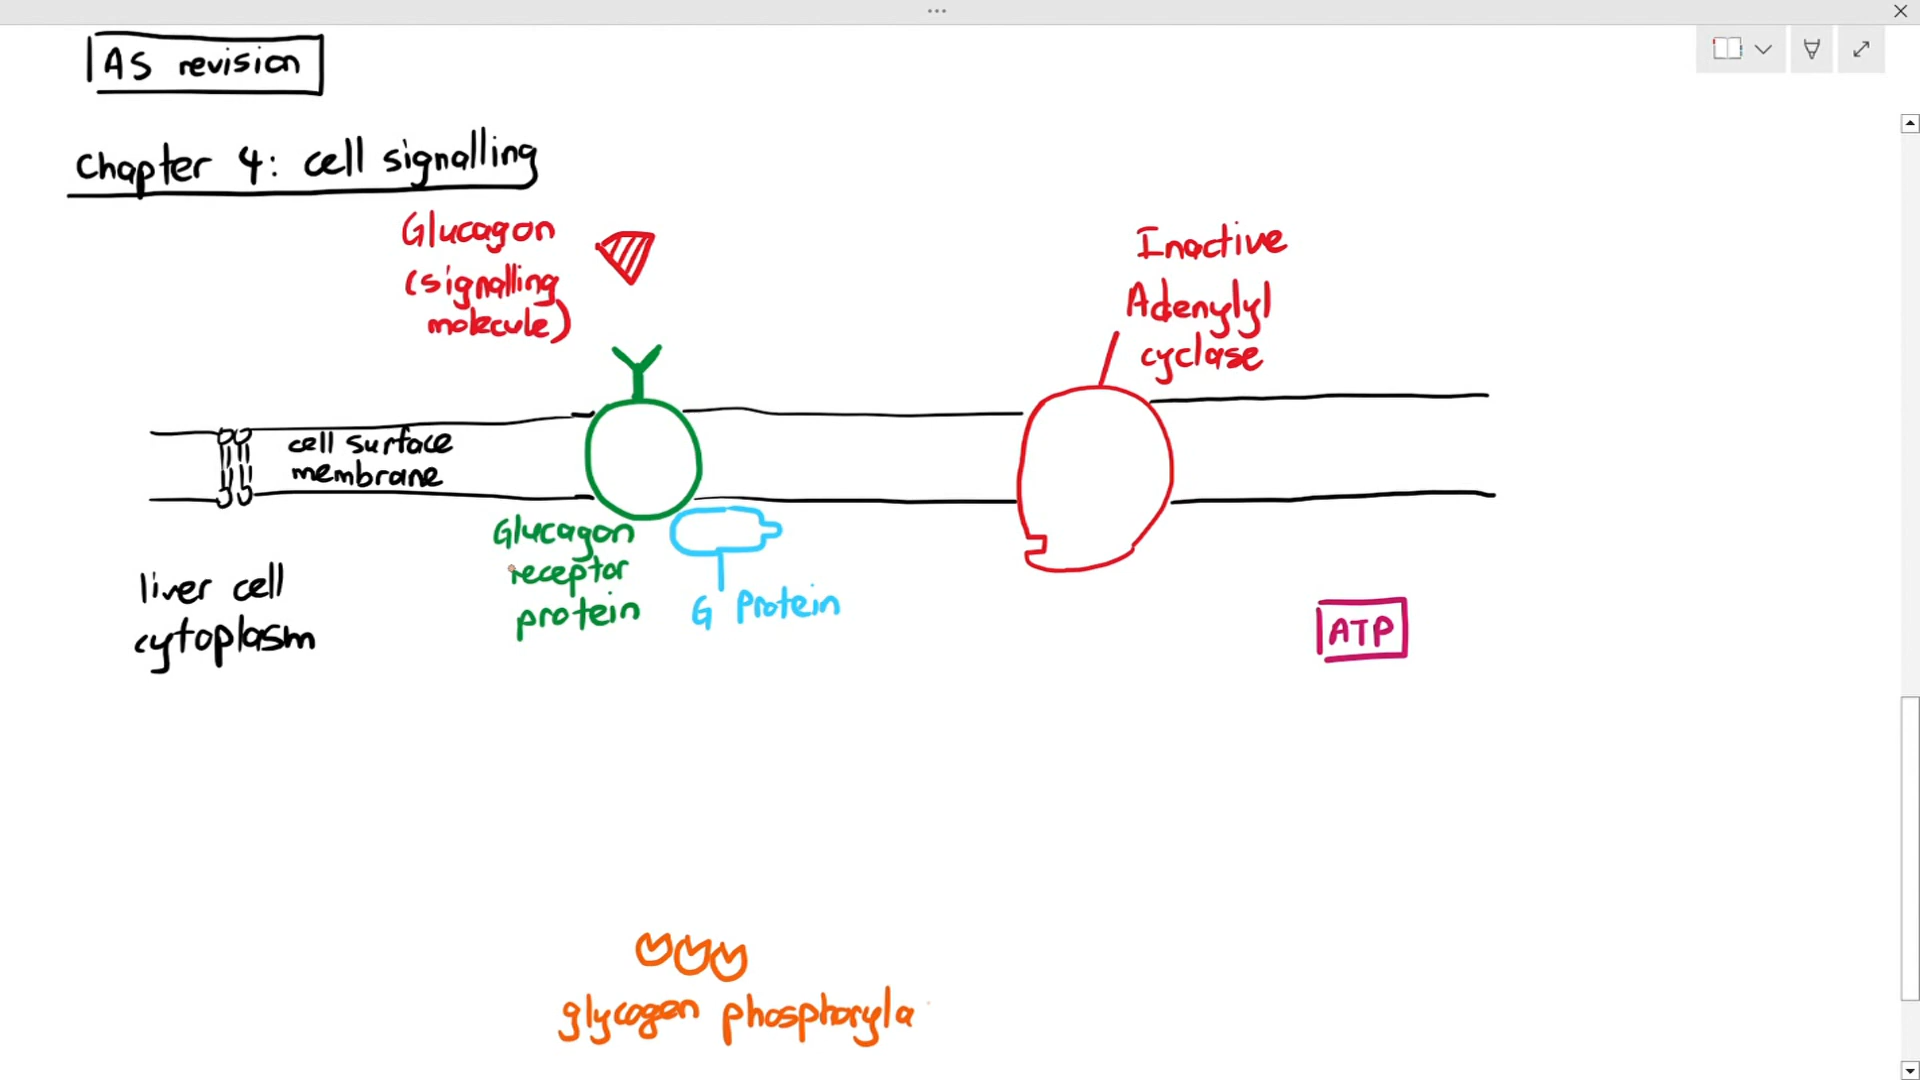 AS revision
Chapter 4: cell signalling
Glucagon
(signalling
molecule)
Inactive
Adenylyl
cyclase
cell surface
membrane
Glucagon
receptor
protein
G Protein
liver cell
cytoplasm
ATP
glycogen phosphoryla